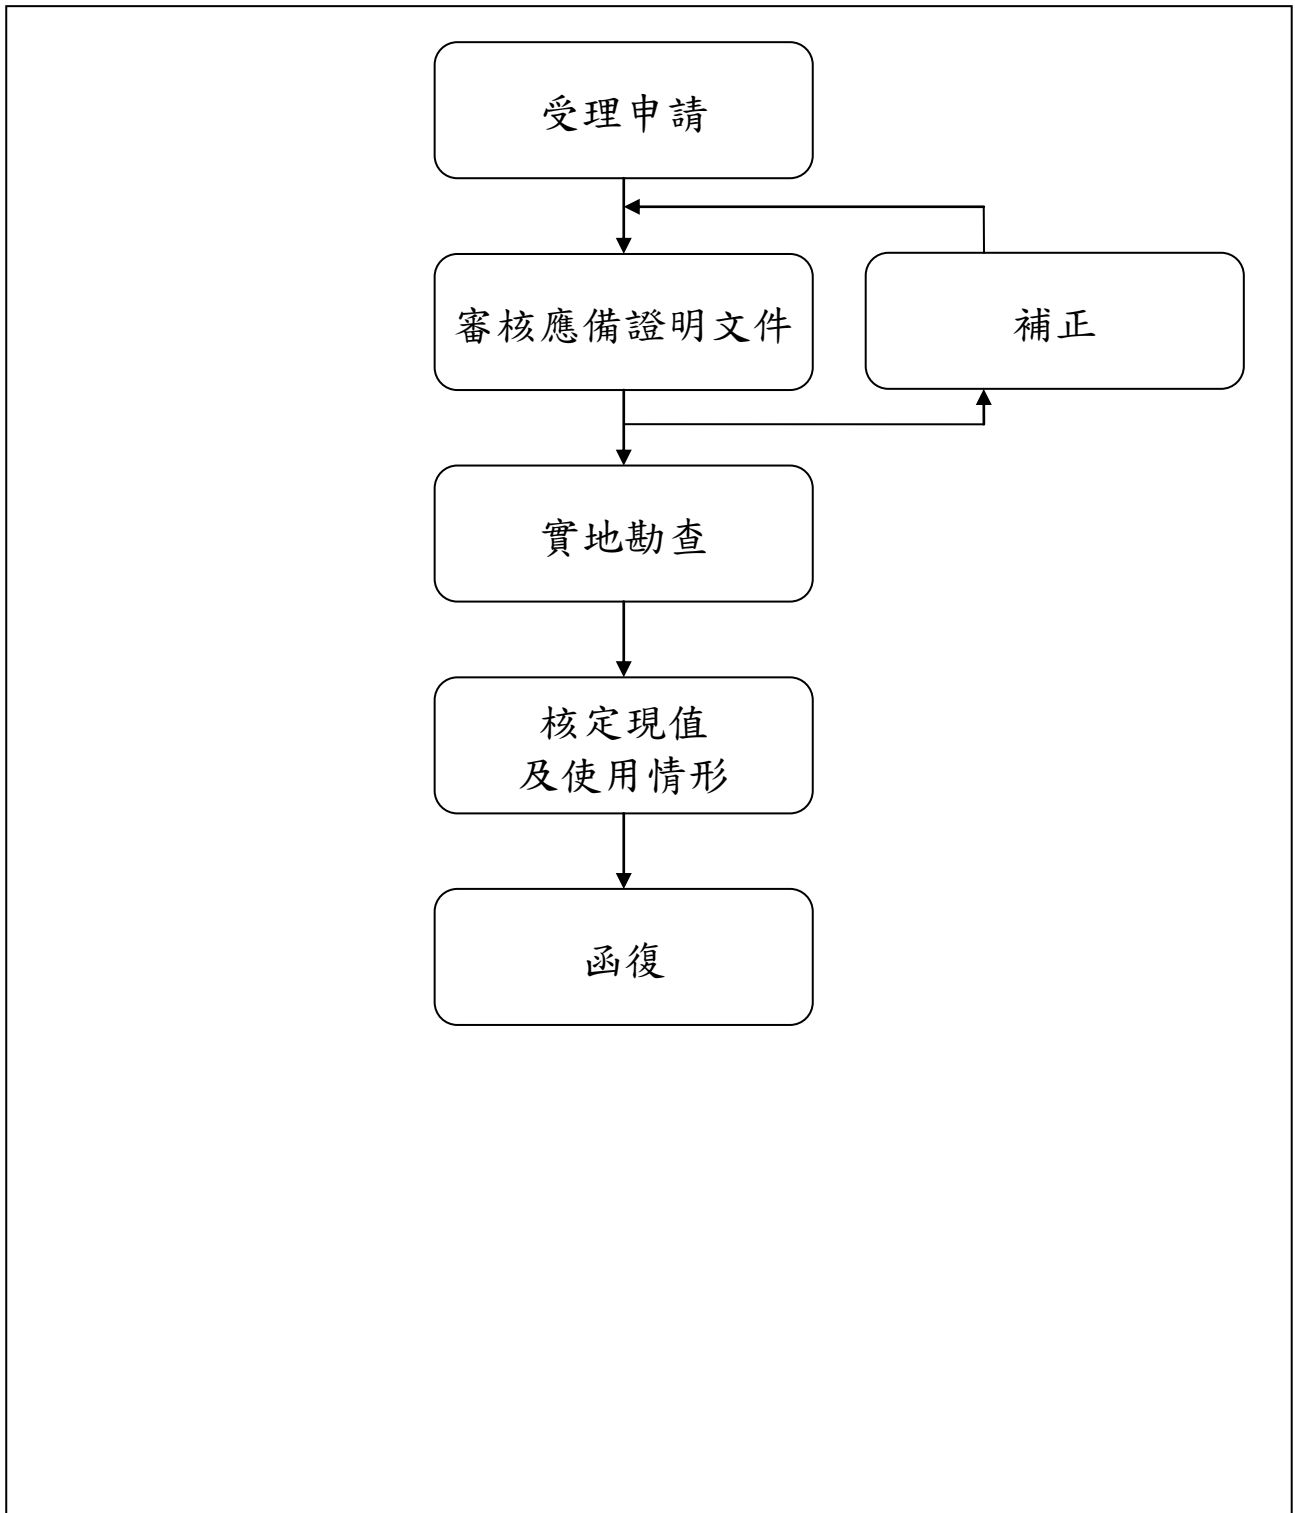 受理申請
審核應備證明文件
補正
實地勘查
核定現值
及使用情形
函復